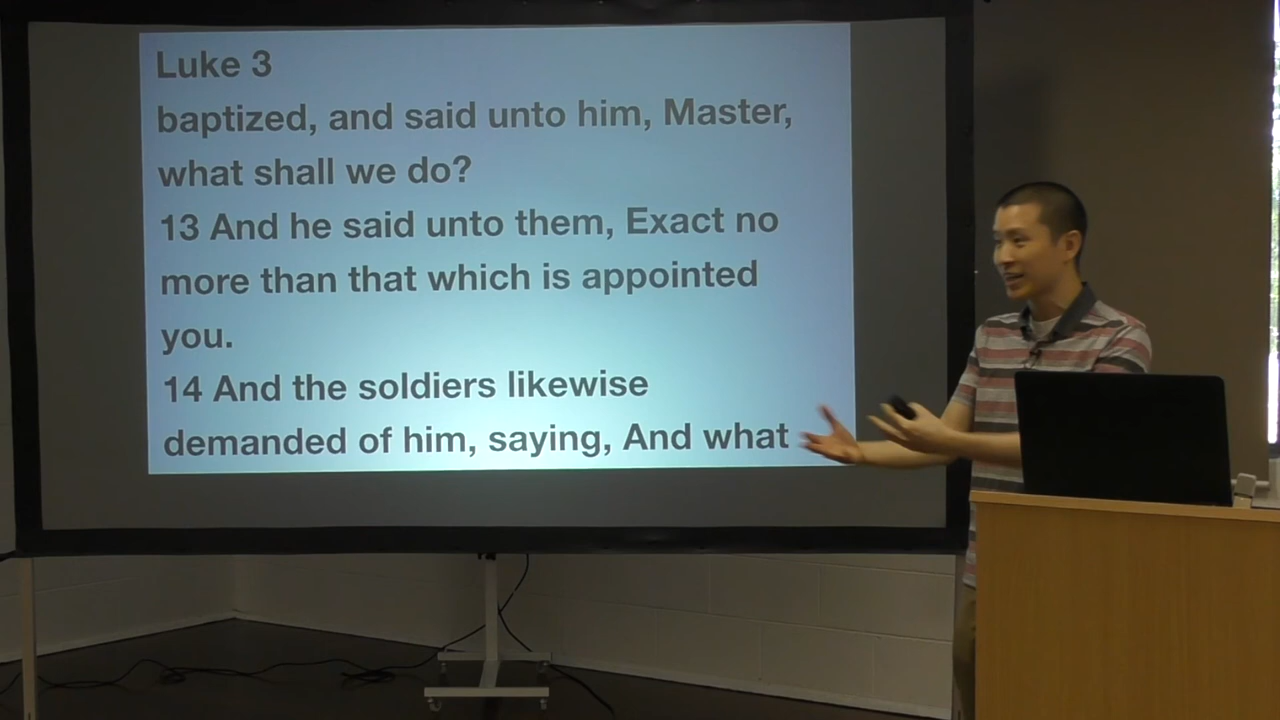 Luke 3
baptized, and said unto him, Master,
what shall we do?
13 And he said unto them, Exact no
more than that which is appointed
you.
14 And the soldiers likewise
demanded of him, saying, And what